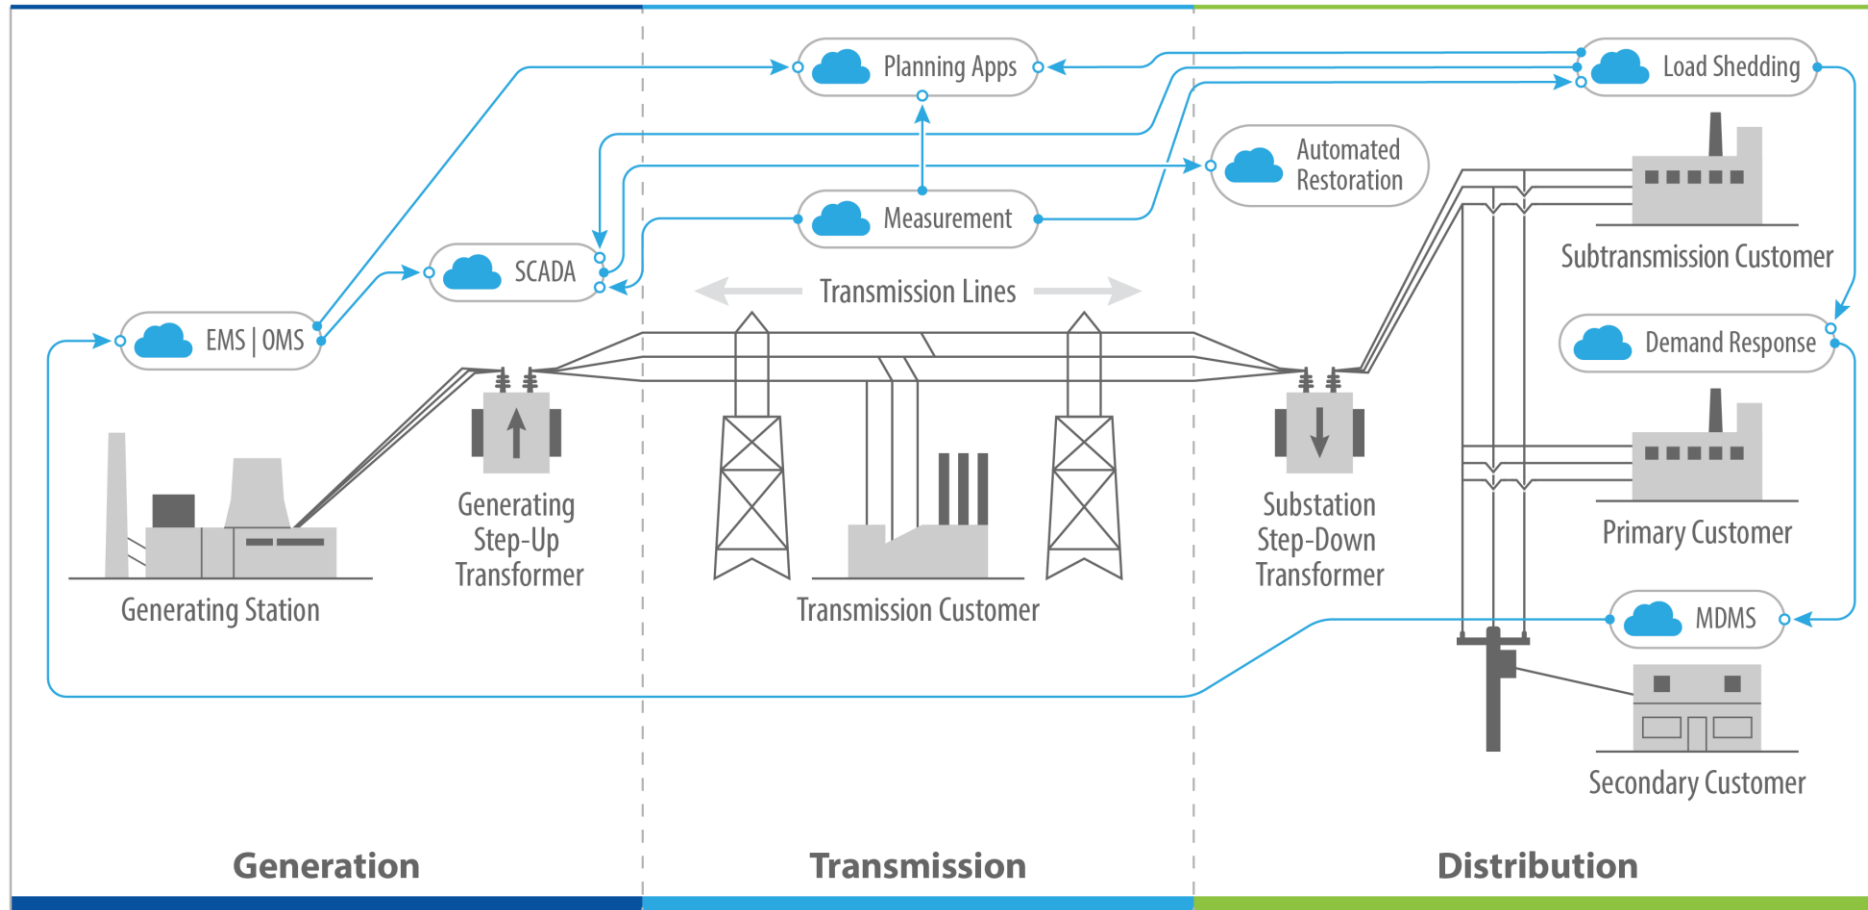 Planning Apps
Load Shedding
Automated
Restoration
Measurement
SCADA
Subtransmission Customer
Transmission Lines
EMS | OMS
Demand Response
Generating
Step-Up
Transformer
Substation
Step-Down
Transformer
Primary Customer
Generating Station
Transmission Customer
MDMS
Secondary Customer
Generation
Transmission
Distribution